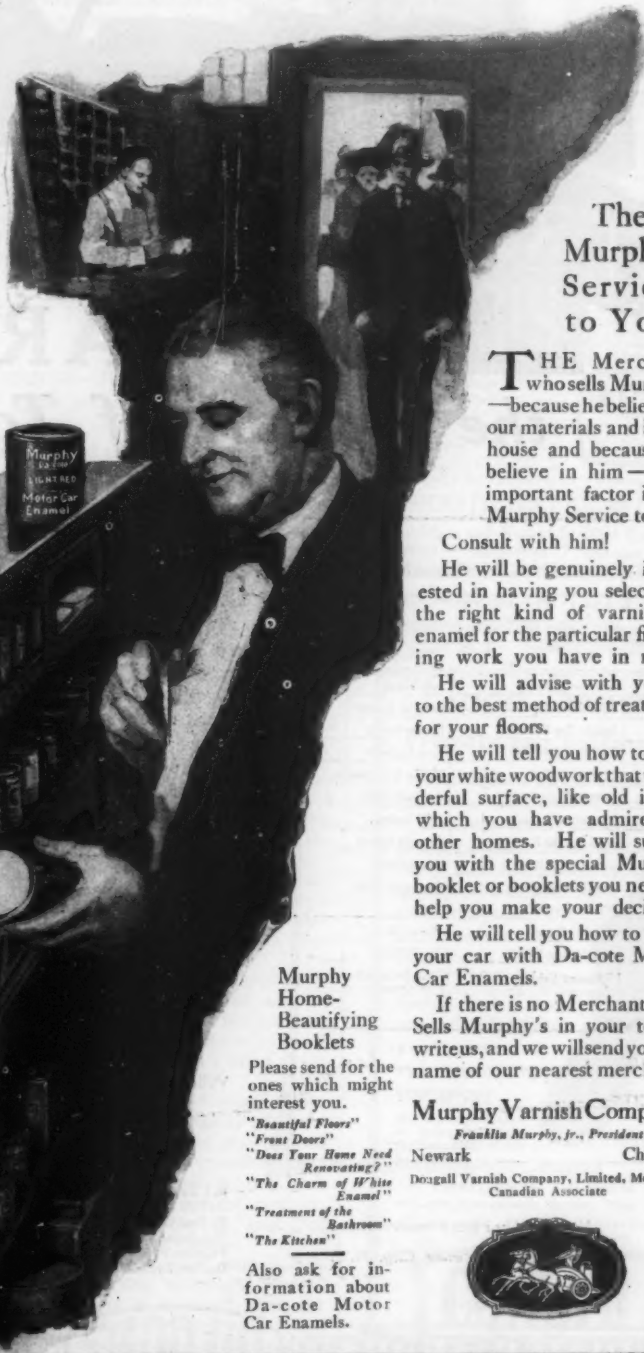 Murphy
Da-cote
LIGHT RED
Motor Car
Enamel
The
Murph
Servic
to Yo
THE Merc
who sells Mu
—because he belie
our materials and
house and becau
believe in him—
important factor i
Murphy Service to
Consult with him!
He will be genuinely i
ested in having you selec
the right kind of varni
enamel for the particular fi
ing work you have in
He will advise with y
to the best method of treat
for your floors.
He will tell you how to
your white woodwork that
derful surface, like old i
which you have admire
other homes. He will su
you with the special Mu
booklet or booklets you ne
help you make your deci
He will tell you how to
your car with Da-cote M
Car Enamels.
If there is no Merchant
Sells Murphy's in your t
write us, and we will send yo
name of our nearest merc
Murphy Varnish Comp
Franklin Murphy, jr., President
Newark Ch
Dougall Varnish Company, Limited, Mo
Canadian Associate
Murphy
Home-
Beautifying
Booklets
Please send for the
ones which might
interest you.
"Beautiful Floors"
"Front Doors"
"Does Your Home Need
Renovating?"
"The Charm of White
Enamel"
"Treatment of the
Bathroom"
"The Kitchen"
Also ask for in-
formation about
Da-cote Motor
Car Enamels.